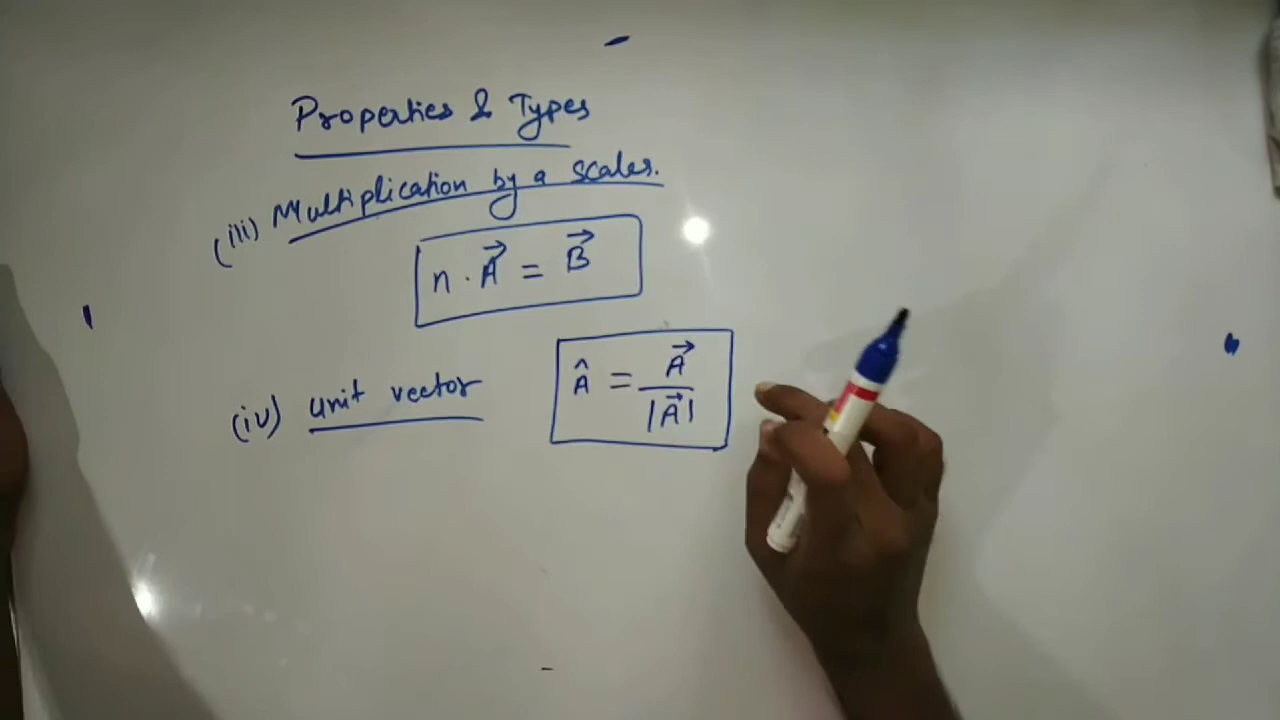 Properties & Types
(iii) Multiplication by a scaler.
n · A⃗ = B⃗
(iv) unit vector
Â = A⃗ / |A⃗|